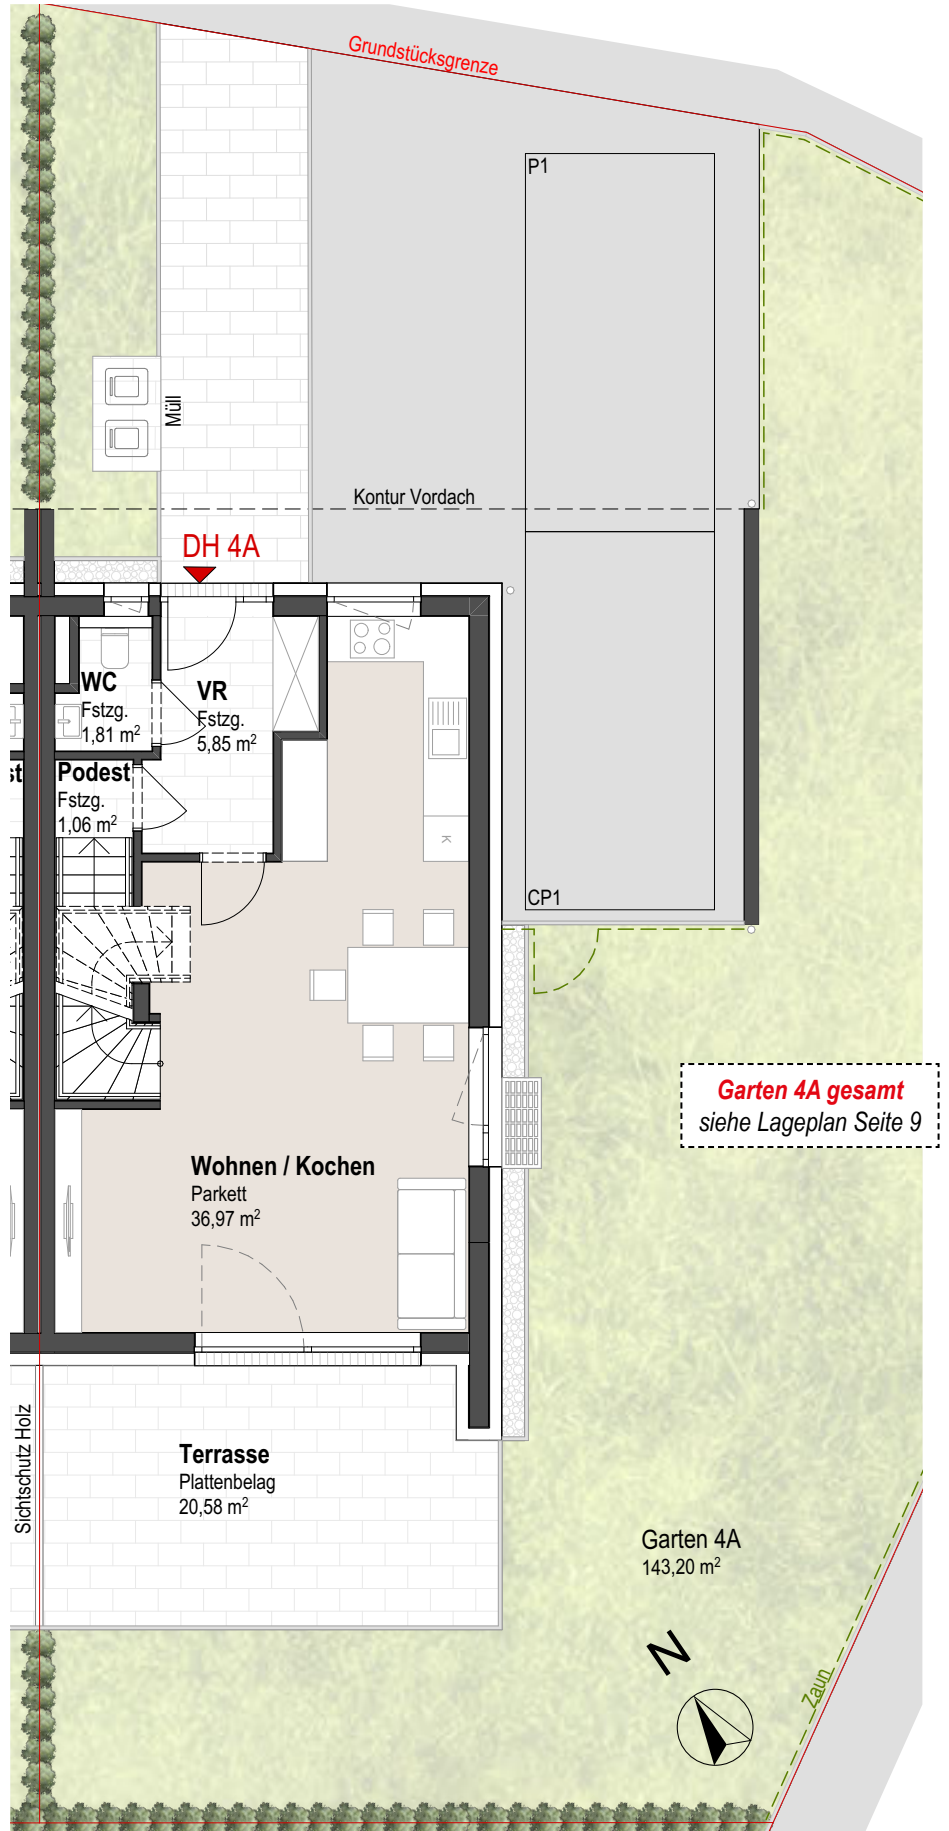 Grundstücksgrenze
P1
Müll
Kontur Vordach
DH 4A
WC
Fstzg.
1,81 m²
VR
Fstzg.
5,85 m²
st
Podest
Fstzg.
1,06 m²
K
CP1
Garten 4A gesamt
siehe Lageplan Seite 9
Wohnen / Kochen
Parkett
36,97 m²
Sichtschutz Holz
Terrasse
Plattenbelag
20,58 m²
Garten 4A
143,20 m²
N
Zaun